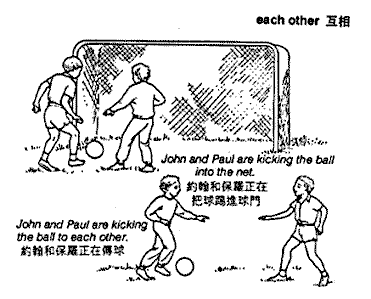 each other 互相
John and Paul are kicking the ball
into the net.
約翰和保羅正在
把球踢進球門
John and Paul are kicking
the ball to each other.
約翰和保羅正在傳球